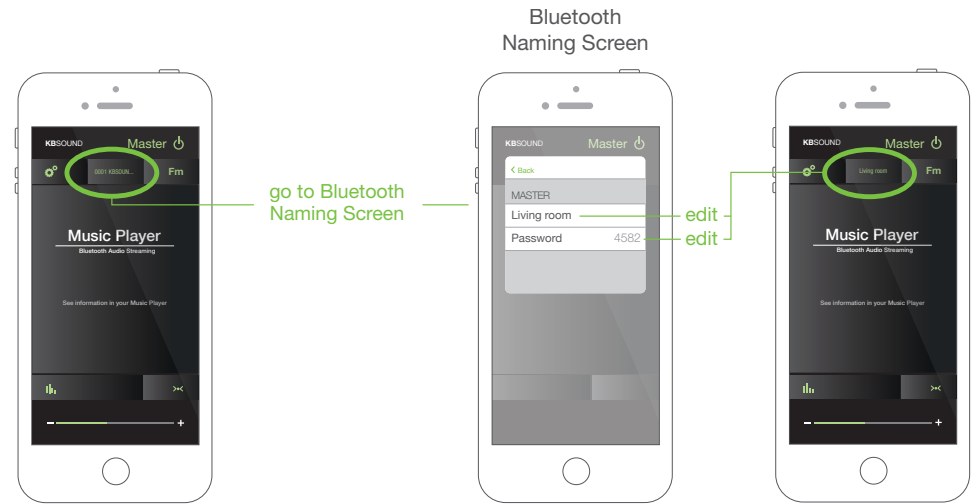 Bluetooth
Naming Screen
KBSOUND Master
0001 KBSOUN... Fm
Music Player
Bluetooth Audio Streaming
See information in your Music Player
- +
go to Bluetooth
Naming Screen
KBSOUND Master
< Back
MASTER
Living room
Password 4582
edit
edit
KBSOUND Master
Living room Fm
Music Player
Bluetooth Audio Streaming
See information in your Music Player
- +